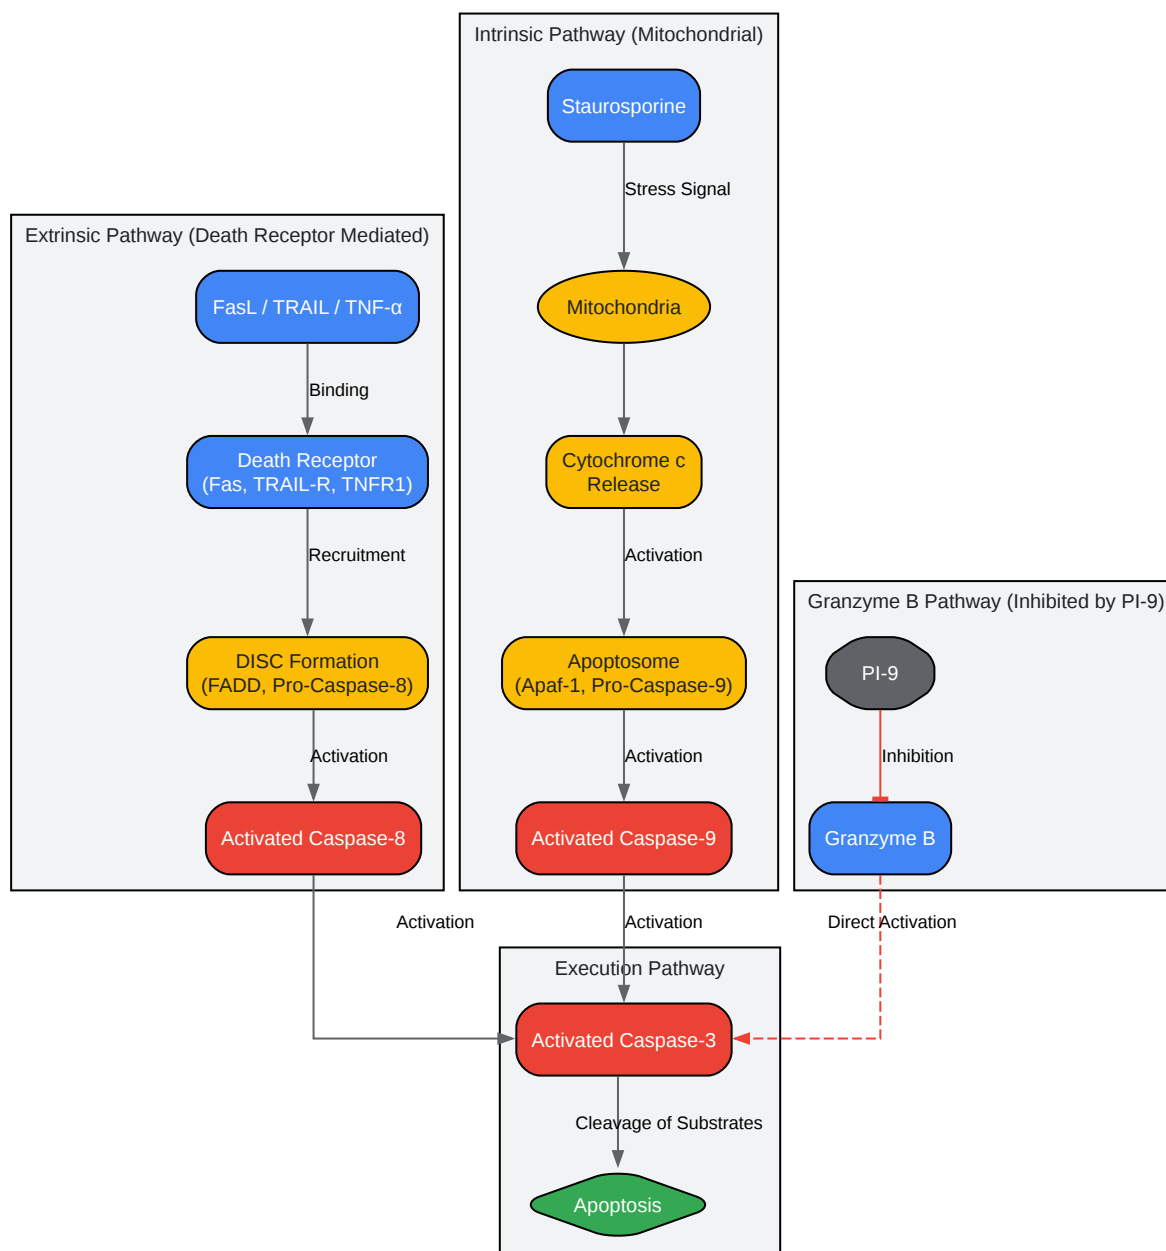 Intrinsic Pathway (Mitochondrial)
Staurosporine
Stress Signal
Extrinsic Pathway (Death Receptor Mediated)
FasL / TRAIL / TNF-α
Mitochondria
Binding
Death Receptor
(Fas, TRAIL-R, TNFR1)
Cytochrome c
Release
Recruitment
Activation
Granzyme B Pathway (Inhibited by PI-9)
DISC Formation
(FADD, Pro-Caspase-8)
Apoptosome
(Apaf-1, Pro-Caspase-9)
PI-9
Activation
Activation
Inhibition
Activated Caspase-8
Activated Caspase-9
Granzyme B
Activation
Activation
Direct Activation
Execution Pathway
Activated Caspase-3
Cleavage of Substrates
Apoptosis